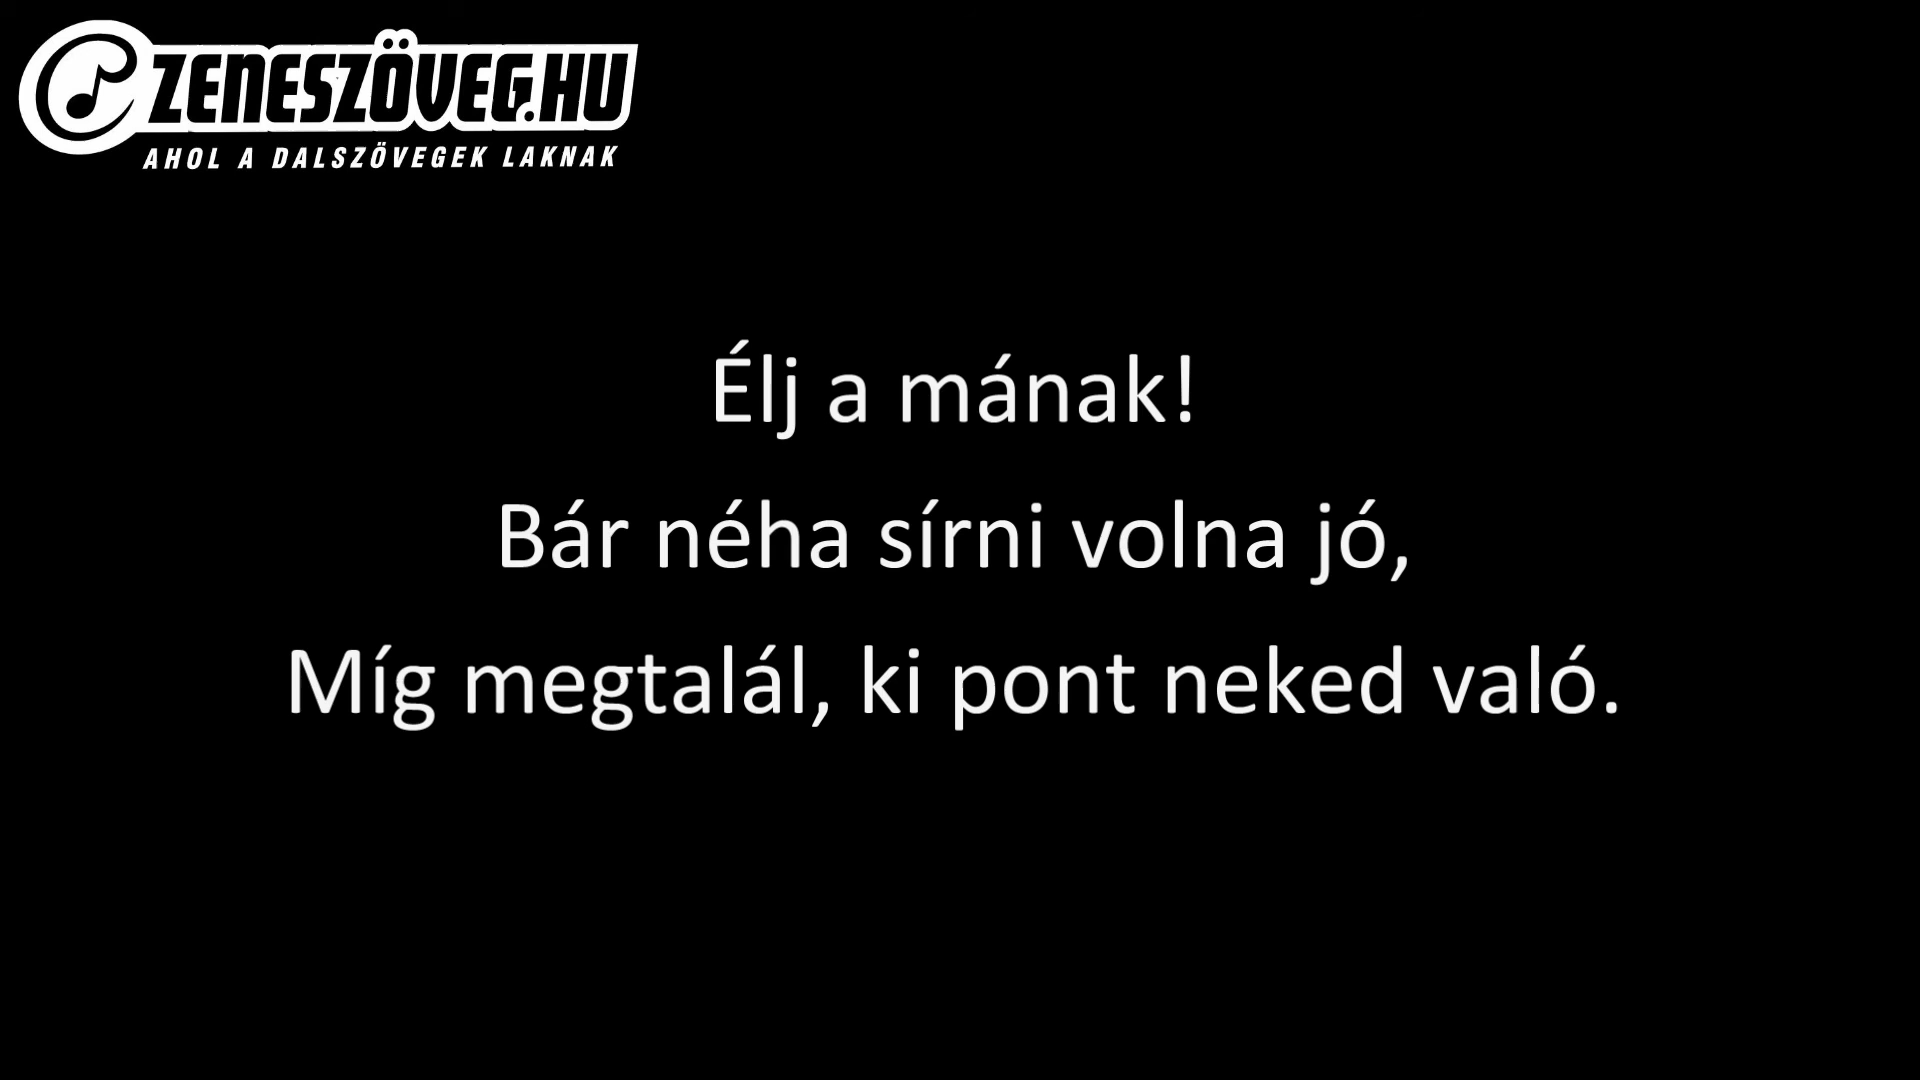 ZENESZÖVEG.HU
AHOL A DALSZÖVEGEK LAKNAK
Élj a mának!
Bár néha sírni volna jó,
Míg megtalál, ki pont neked való.